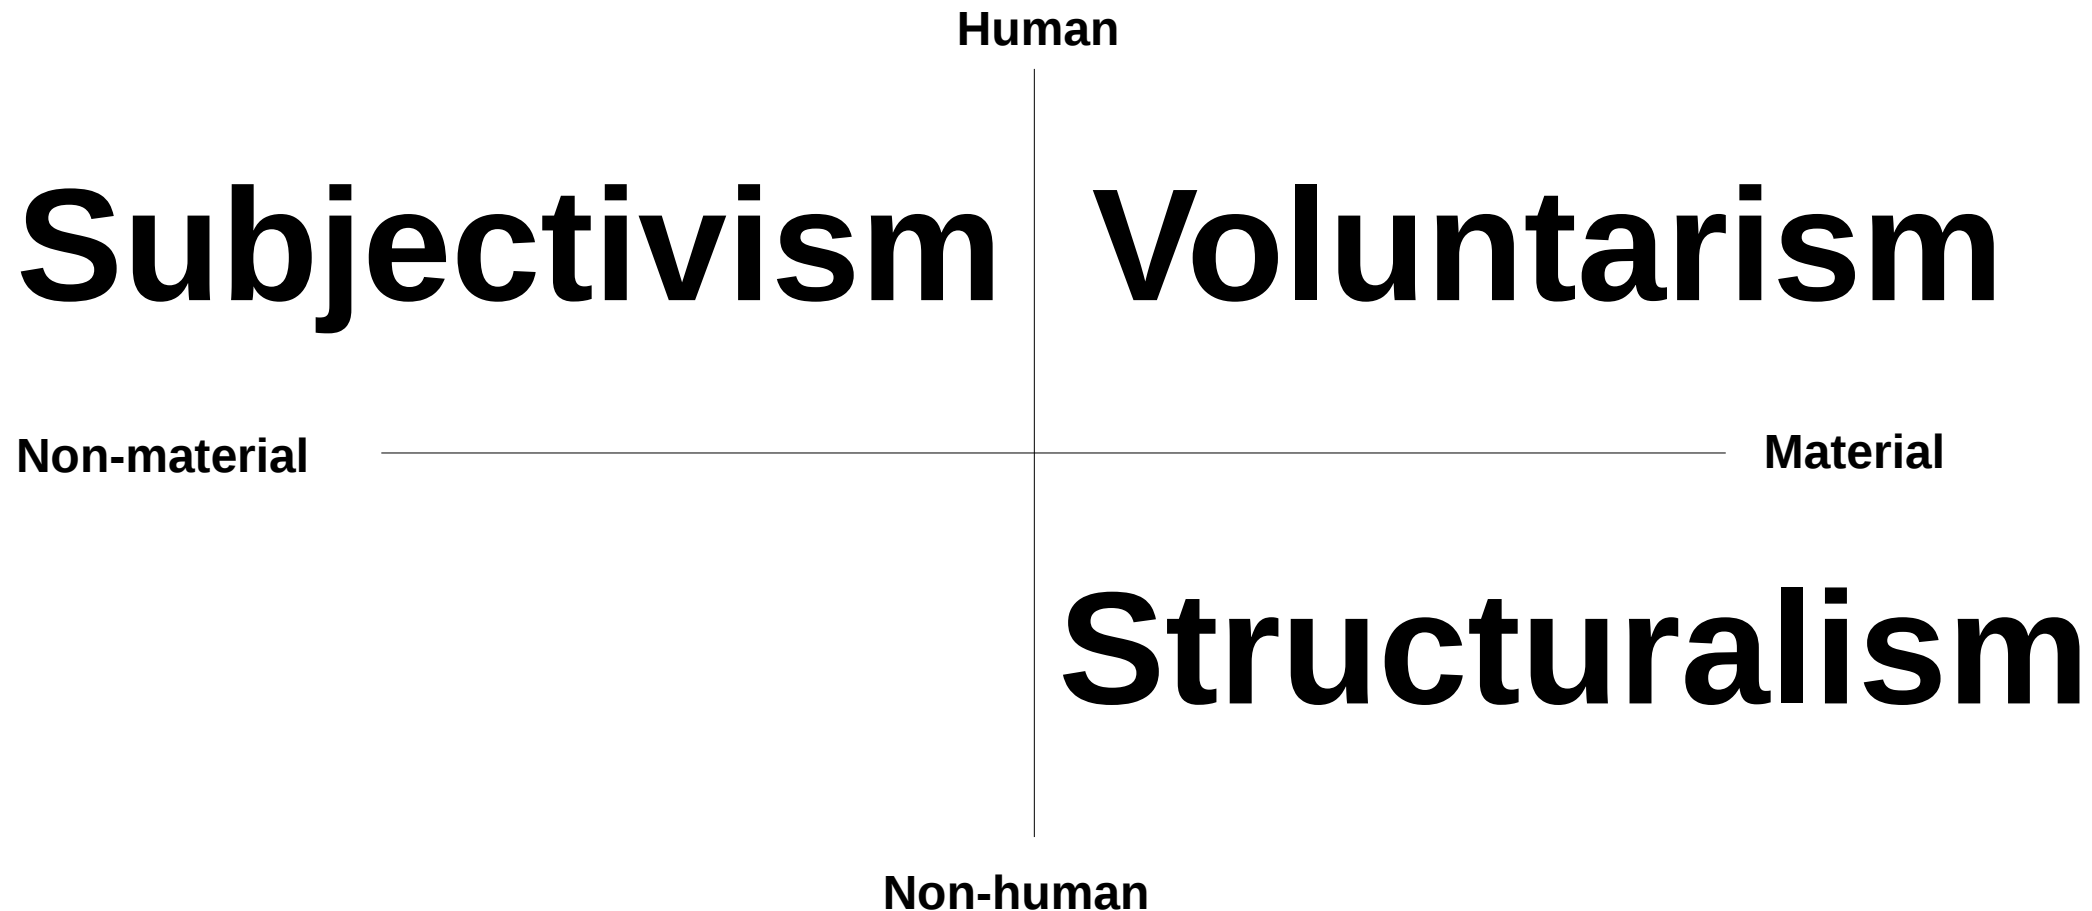 Human
Subjectivism Voluntarism
Non-material Material
Structuralism
Non-human